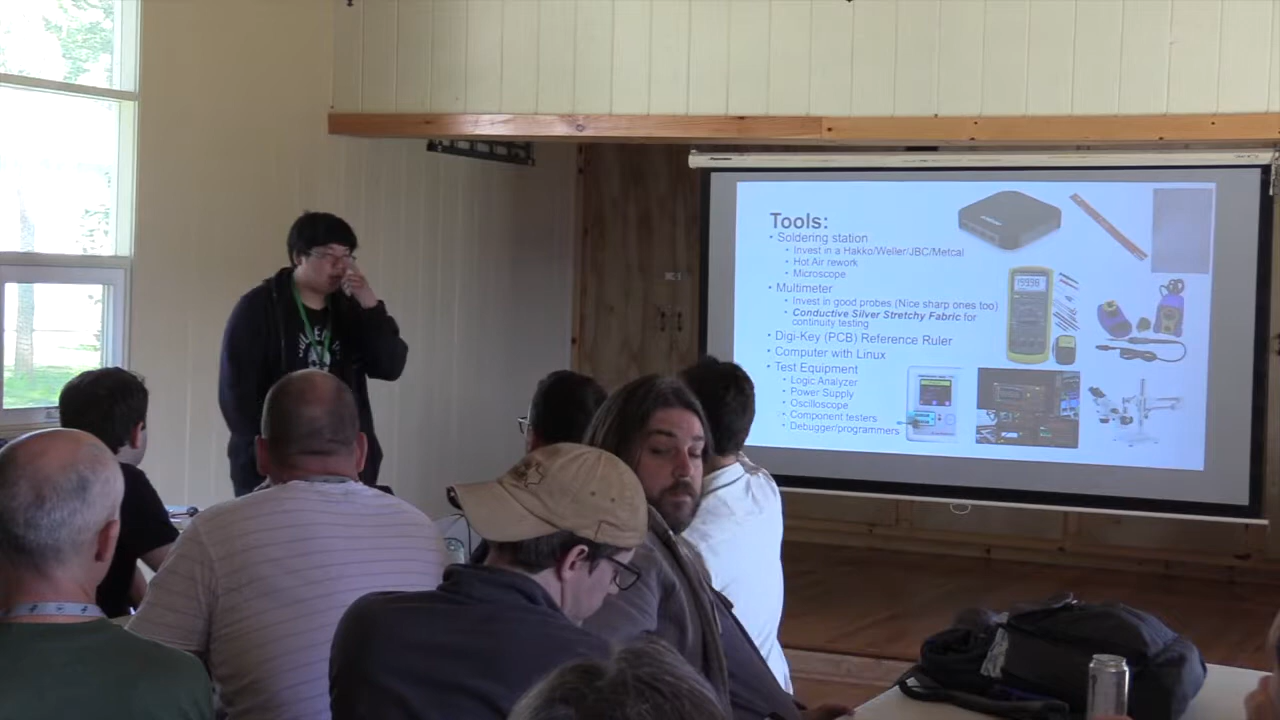 Tools:
• Soldering station
• Invest in a Hakko/Weller/JBC/Metcal
• Hot Air rework
• Microscope
• Multimeter
• Invest in good probes (Nice sharp ones too)
• Conductive Silver Stretchy Fabric for
continuity testing
• Digi-Key (PCB) Reference Ruler
• Computer with Linux
• Test Equipment
• Logic Analyzer
• Power Supply
• Oscilloscope
• Component testers
• Debugger/programmers